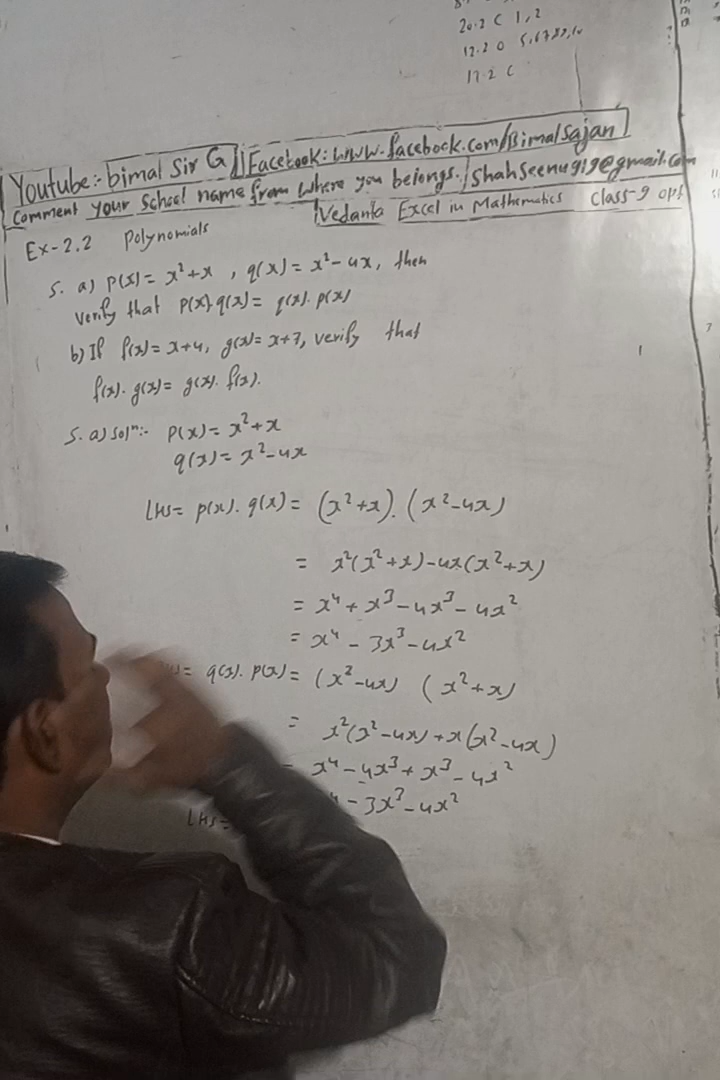 20.2 C 1,2
17.2 C
Youtube:- bimal Sir G || Facebook: www.facebook.com/Bimalsajan
Comment your School name from where you belongs. / Shahseenu919@gmail.com
Vedanta Excel in Mathematics Class-9 opt
Ex-2.2 Polynomials
5. a) p(x) = x²+x , q(x) = x²-4x, then
verify that p(x).q(x) = q(x). p(x)
b) If f(x) = x+4, g(x) = x+7, verify that
f(x). g(x) = g(x). f(x).
5. a) Solⁿ:- p(x) = x²+x
q(x) = x²-4x
LHS = p(x). q(x) = (x²+x). (x²-4x)
= x²(x²+x)-4x(x²+x)
= x⁴ + x³ - 4x³ - 4x²
= x⁴ - 3x³ - 4x²
= q(x). p(x) = (x²-4x) (x²+x)
= x²(x²-4x)+x(x²-4x)
= x⁴ - 4x³ + x³ - 4x²
- 3x³ - 4x²
LHS =